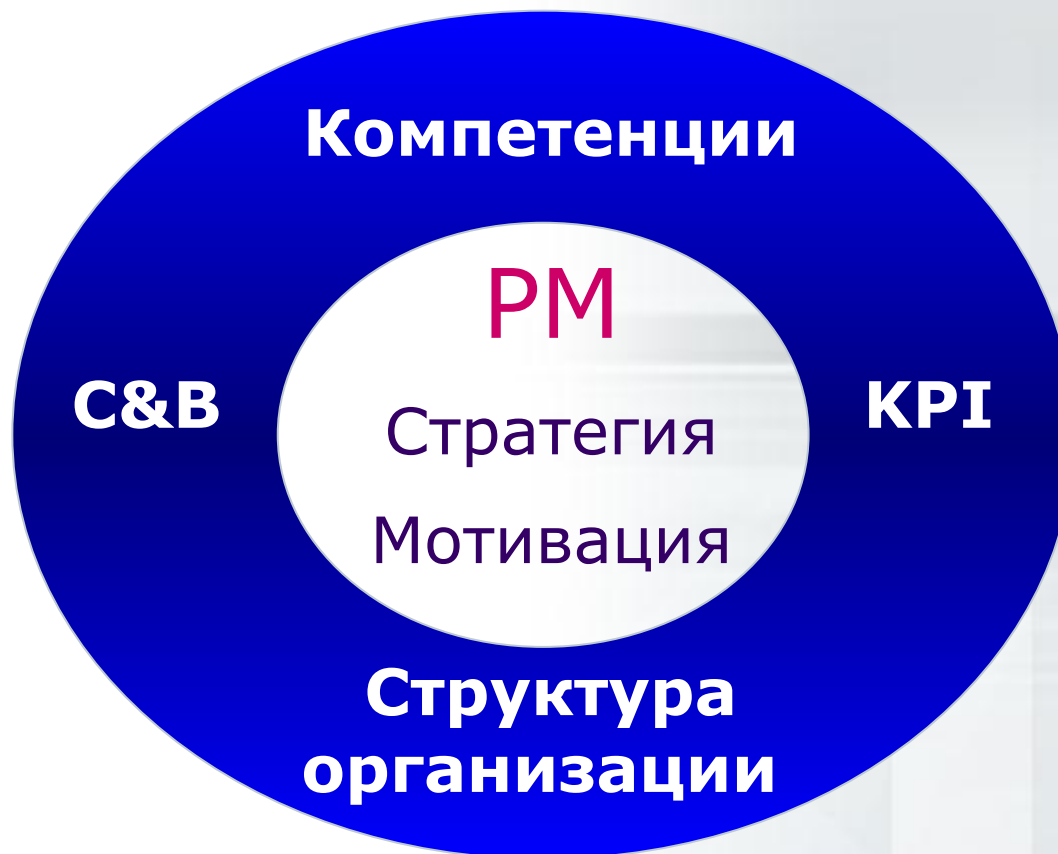 Компетенции
PM
C&B
KPI
Стратегия
Мотивация
Структура
организации